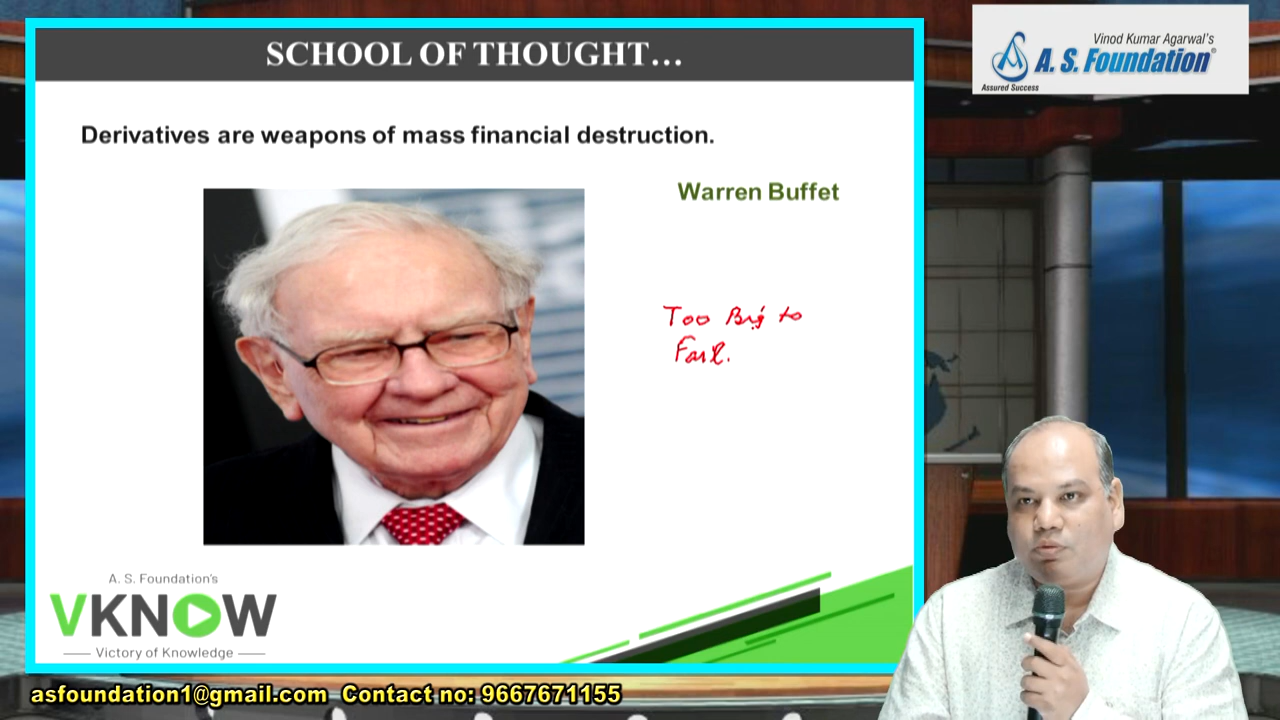 SCHOOL OF THOUGHT…
Vinod Kumar Agarwal's
A. S. Foundation®
Assured Success
Derivatives are weapons of mass financial destruction.
Warren Buffet
Too Big to
Fail.
A. S. Foundation's
VKNOW
Victory of Knowledge
asfoundation1@gmail.com Contact no: 9667671155